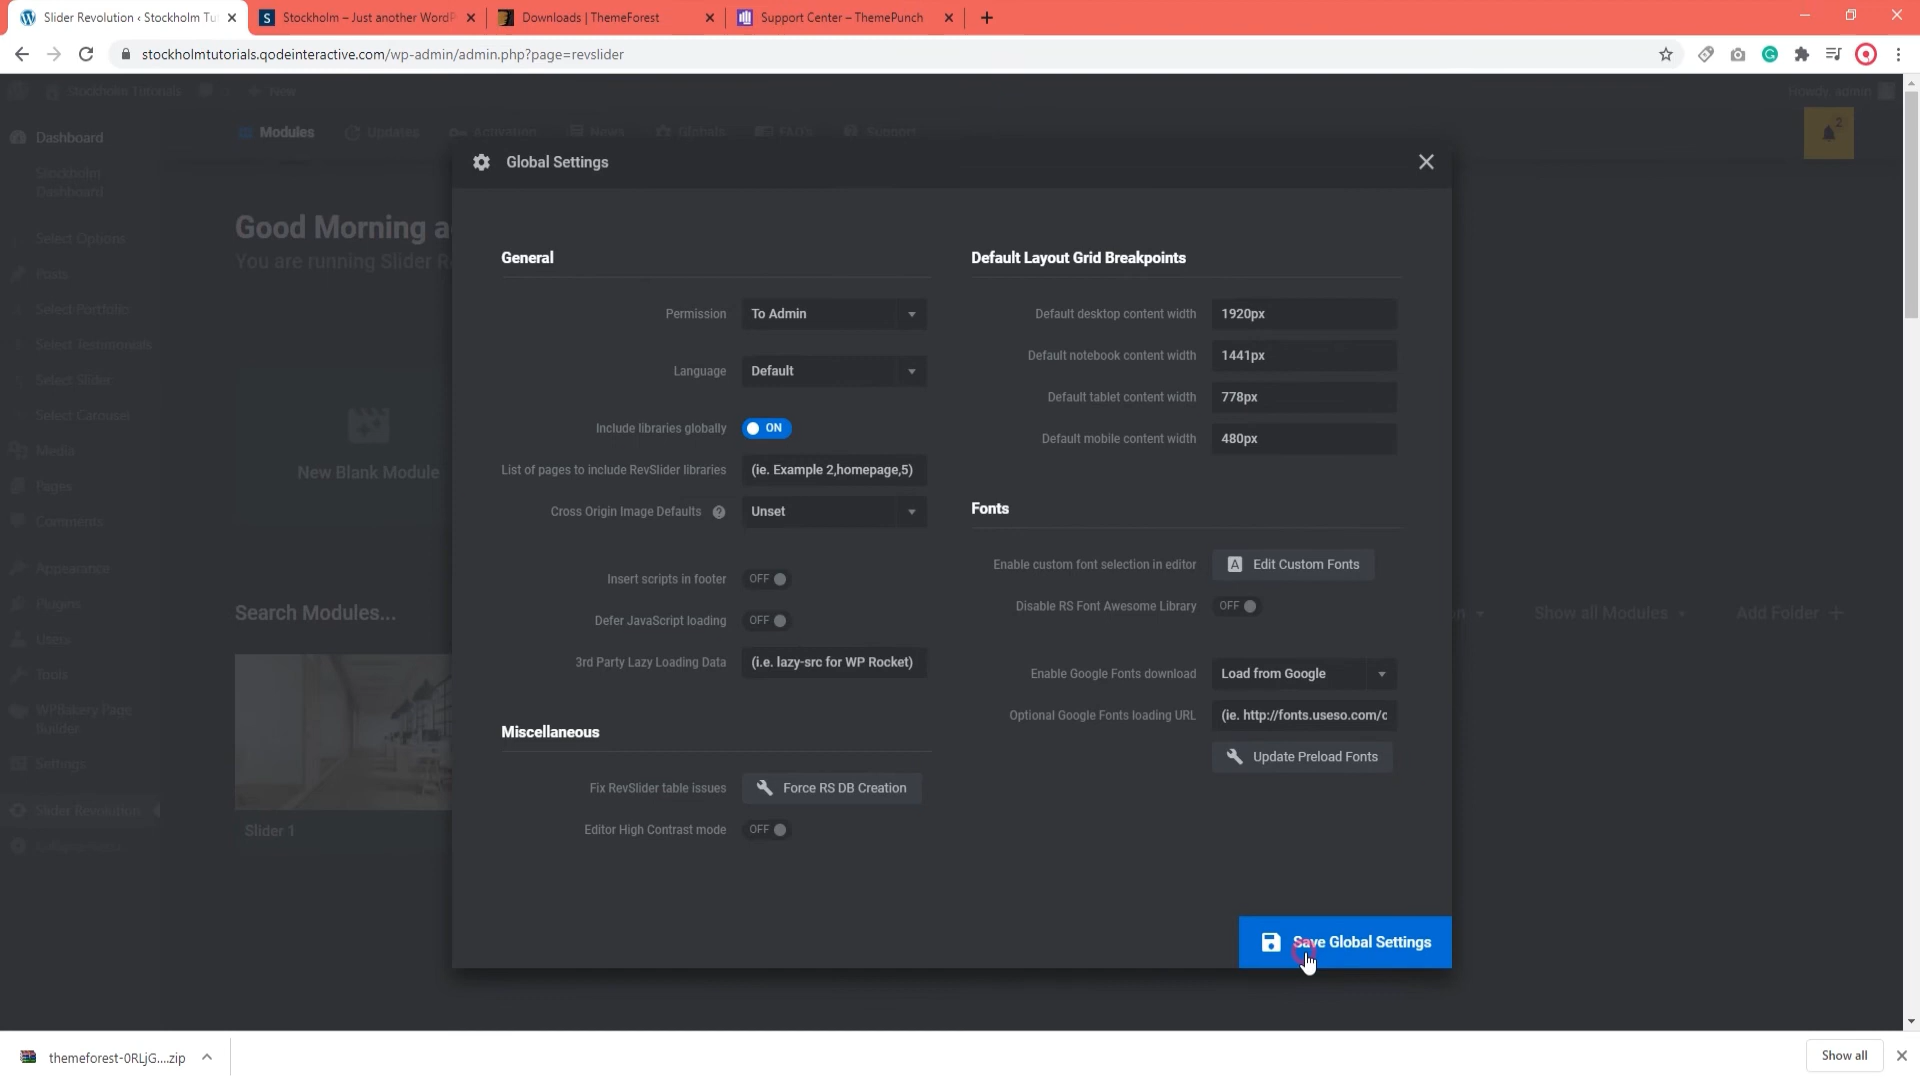 Slider Revolution ‹ Stockholm Tu
Stockholm – Just another WordP
Downloads | ThemeForest
Support Center – ThemePunch
stockholmtutorials.qodeinteractive.com/wp-admin/admin.php?page=revslider
Stockholm Tutorials
New
Howdy, admin
Dashboard
Stockholm
Dashboard
Select Options
Posts
Select Portfolio
Select Testimonials
Select Slider
Select Carousel
Media
Pages
Comments
Appearance
Plugins
Users
Tools
WPBakery Page
Builder
Settings
Slider Revolution
Modules
Updates
Activation
News
Globals
FAQ's
Support
2
Good Morning a
You are running Slider R
New Blank Module
Search Modules...
Show all Modules
Add Folder +
Slider 1
Global Settings
General
Permission To Admin
Language Default
Include libraries globally ON
List of pages to include RevSlider libraries (ie. Example 2,homepage,5)
Cross Origin Image Defaults ? Unset
Insert scripts in footer OFF
Defer JavaScript loading OFF
3rd Party Lazy Loading Data (i.e. lazy-src for WP Rocket)
Miscellaneous
Fix RevSlider table issues Force RS DB Creation
Editor High Contrast mode OFF
Default Layout Grid Breakpoints
Default desktop content width 1920px
Default notebook content width 1441px
Default tablet content width 778px
Default mobile content width 480px
Fonts
Enable custom font selection in editor A Edit Custom Fonts
Disable RS Font Awesome Library OFF
Enable Google Fonts download Load from Google
Optional Google Fonts loading URL (ie. http://fonts.useso.com/c
Update Preload Fonts
Save Global Settings
themeforest-0RLjG....zip
Show all